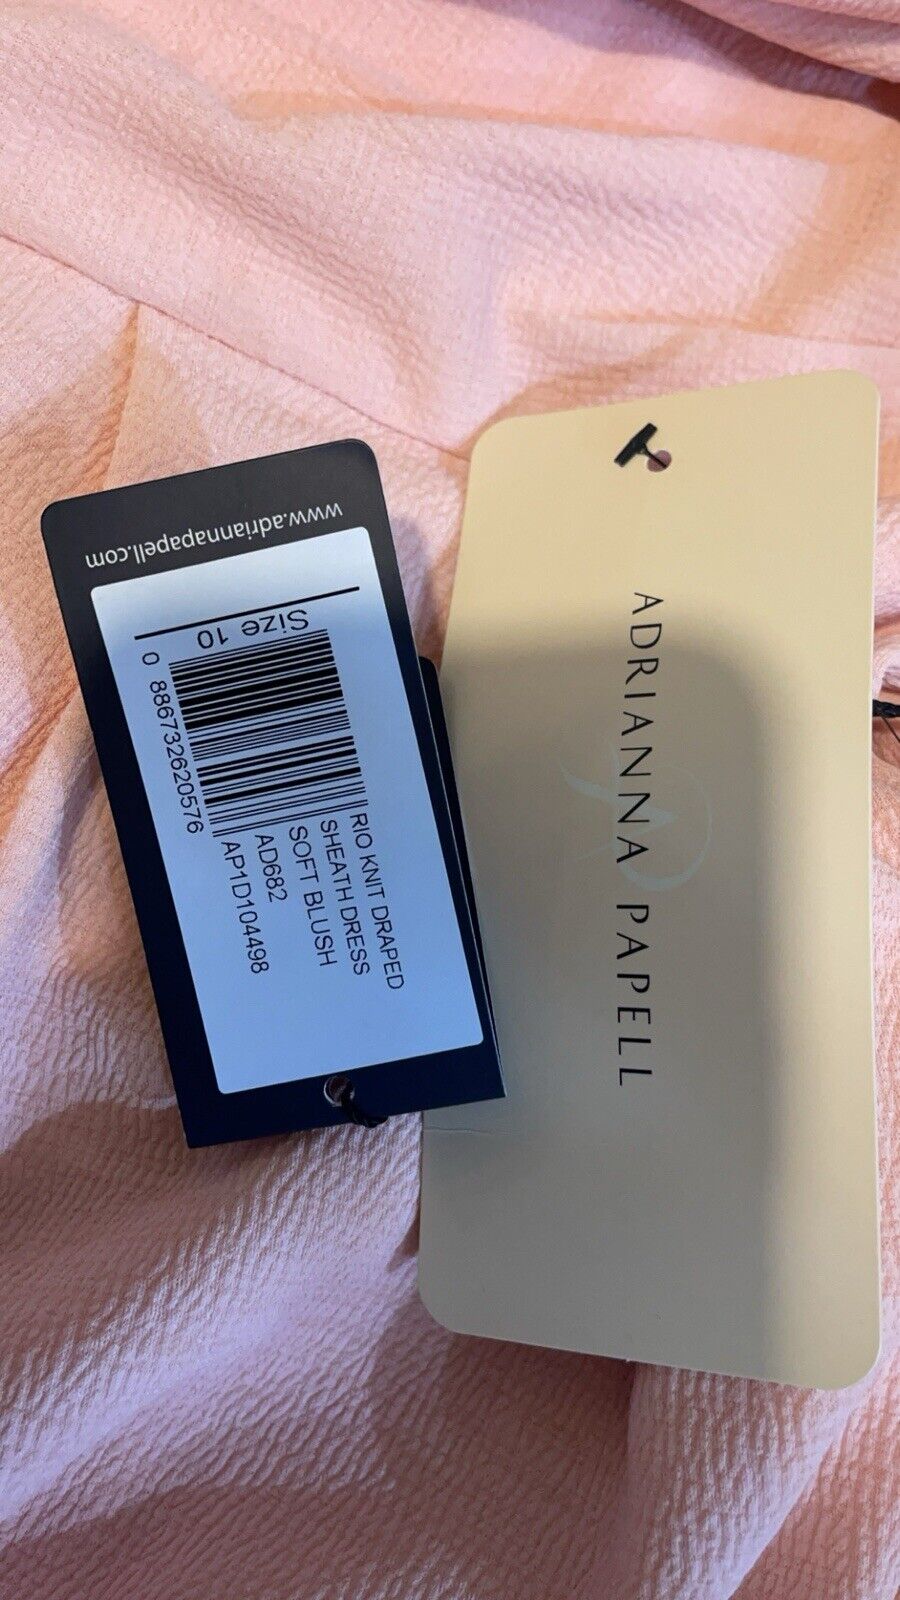 www.adriannapapell.com
Size 10
0 886732620576
RIO KNIT DRAPED
SHEATH DRESS
SOFT BLUSH
AD682
AP1D104498
ADRIANNA PAPELL